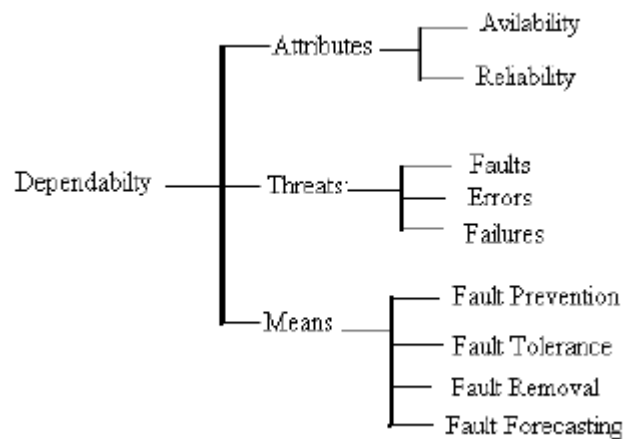 Avilability
Attributes
Reliability
Faults
Dependabilty
Threats:
Errors
Failures
Fault Prevention
Means
Fault Tolerance
Fault Removal
Fault Forecasting